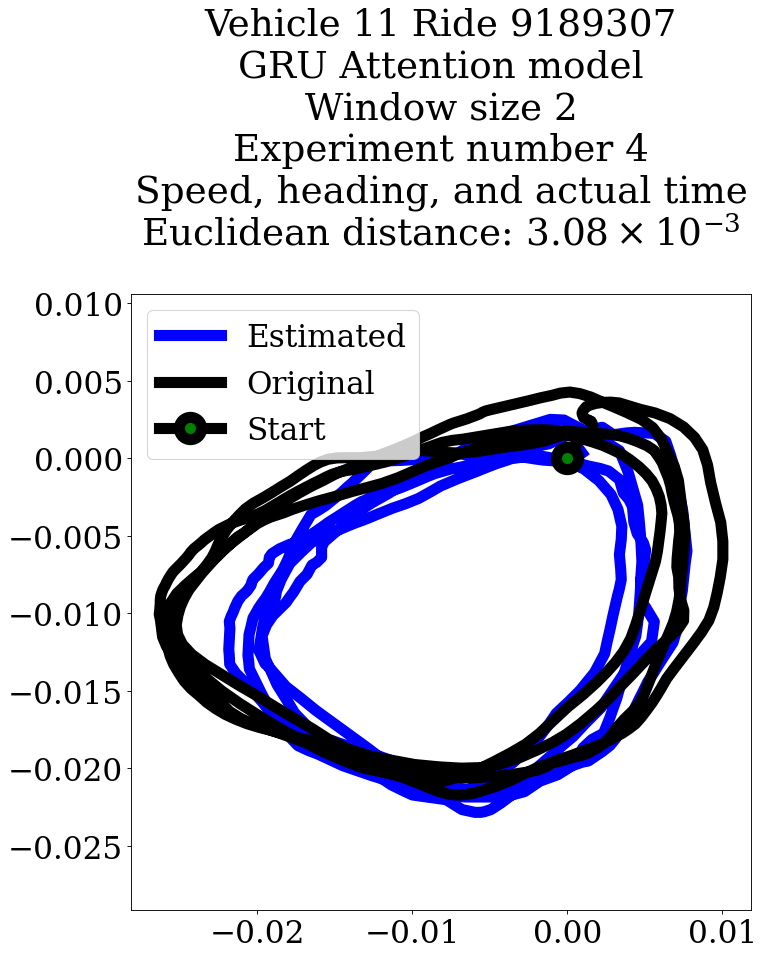 Vehicle 11 Ride 9189307
GRU Attention model
Window size 2
Experiment number 4
Speed, heading, and actual time
Euclidean distance: 3.08 × 10⁻³
0.010
0.005
0.000
−0.005
−0.010
−0.015
−0.020
−0.025
Estimated
Original
Start
−0.02
−0.01
0.00
0.01